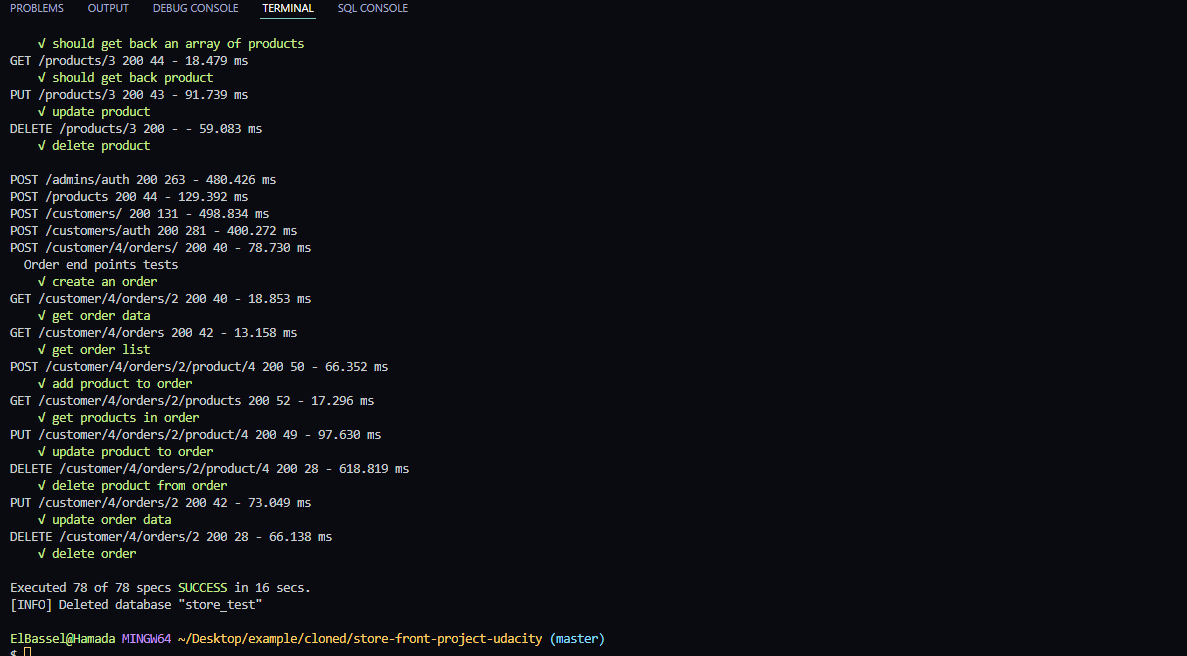 PROBLEMS OUTPUT DEBUG CONSOLE TERMINAL SQL CONSOLE
√ should get back an array of products
GET /products/3 200 44 - 18.479 ms
√ should get back product
PUT /products/3 200 43 - 91.739 ms
√ update product
DELETE /products/3 200 - - 59.083 ms
√ delete product
POST /admins/auth 200 263 - 480.426 ms
POST /products 200 44 - 129.392 ms
POST /customers/ 200 131 - 498.834 ms
POST /customers/auth 200 281 - 400.272 ms
POST /customer/4/orders/ 200 40 - 78.730 ms
Order end points tests
√ create an order
GET /customer/4/orders/2 200 40 - 18.853 ms
√ get order data
GET /customer/4/orders 200 42 - 13.158 ms
√ get order list
POST /customer/4/orders/2/product/4 200 50 - 66.352 ms
√ add product to order
GET /customer/4/orders/2/products 200 52 - 17.296 ms
√ get products in order
PUT /customer/4/orders/2/product/4 200 49 - 97.630 ms
√ update product to order
DELETE /customer/4/orders/2/product/4 200 28 - 618.819 ms
√ delete product from order
PUT /customer/4/orders/2 200 42 - 73.049 ms
√ update order data
DELETE /customer/4/orders/2 200 28 - 66.138 ms
√ delete order
Executed 78 of 78 specs SUCCESS in 16 secs.
[INFO] Deleted database "store_test"
ElBassel@Hamada MINGW64 ~/Desktop/example/cloned/store-front-project-udacity (master)
$